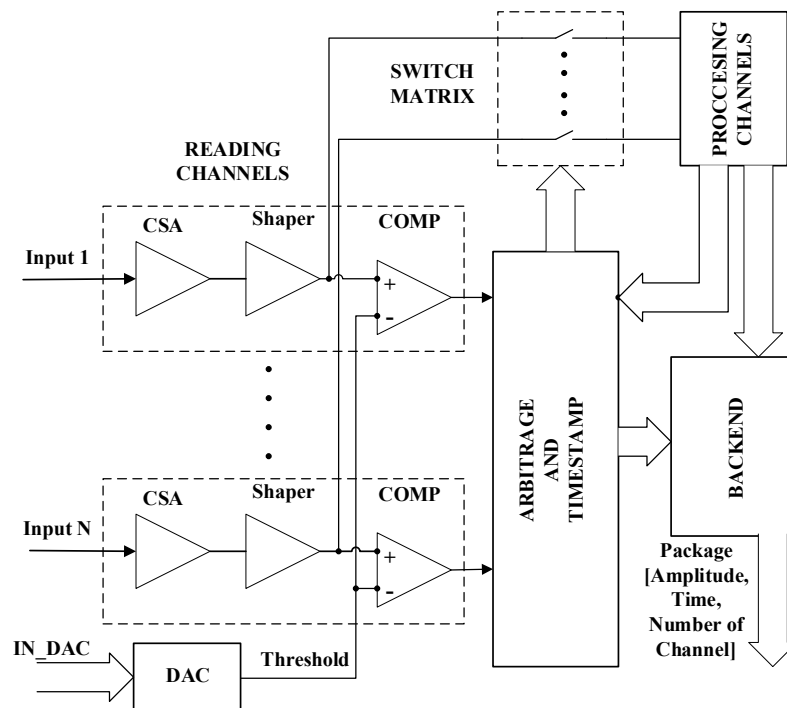 SWITCH
MATRIX
PROCCESING
CHANNELS
READING
CHANNELS
CSA
Shaper
COMP
Input 1
+
-
ARBITRAGE
AND
TIMESTAMP
BACKEND
CSA
Shaper
COMP
Input N
+
-
Package
[Amplitude,
Time,
Number of
Channel]
IN_DAC
DAC
Threshold